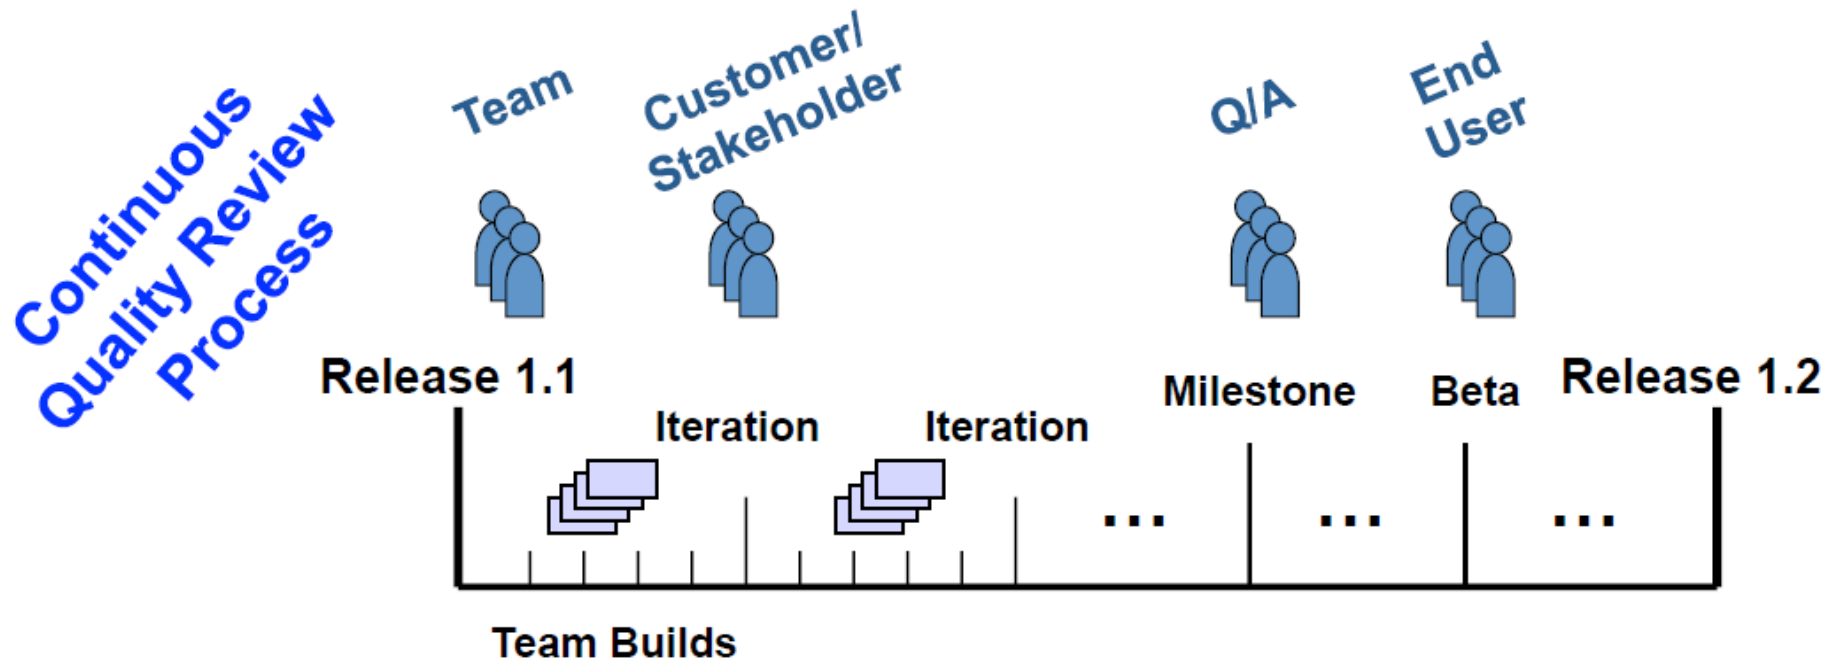 Continuous
Quality Review
Process
Team
Customer/
Stakeholder
Q/A
End
User
Release 1.1
Milestone
Beta
Release 1.2
Iteration
Iteration
...
...
...
Team Builds